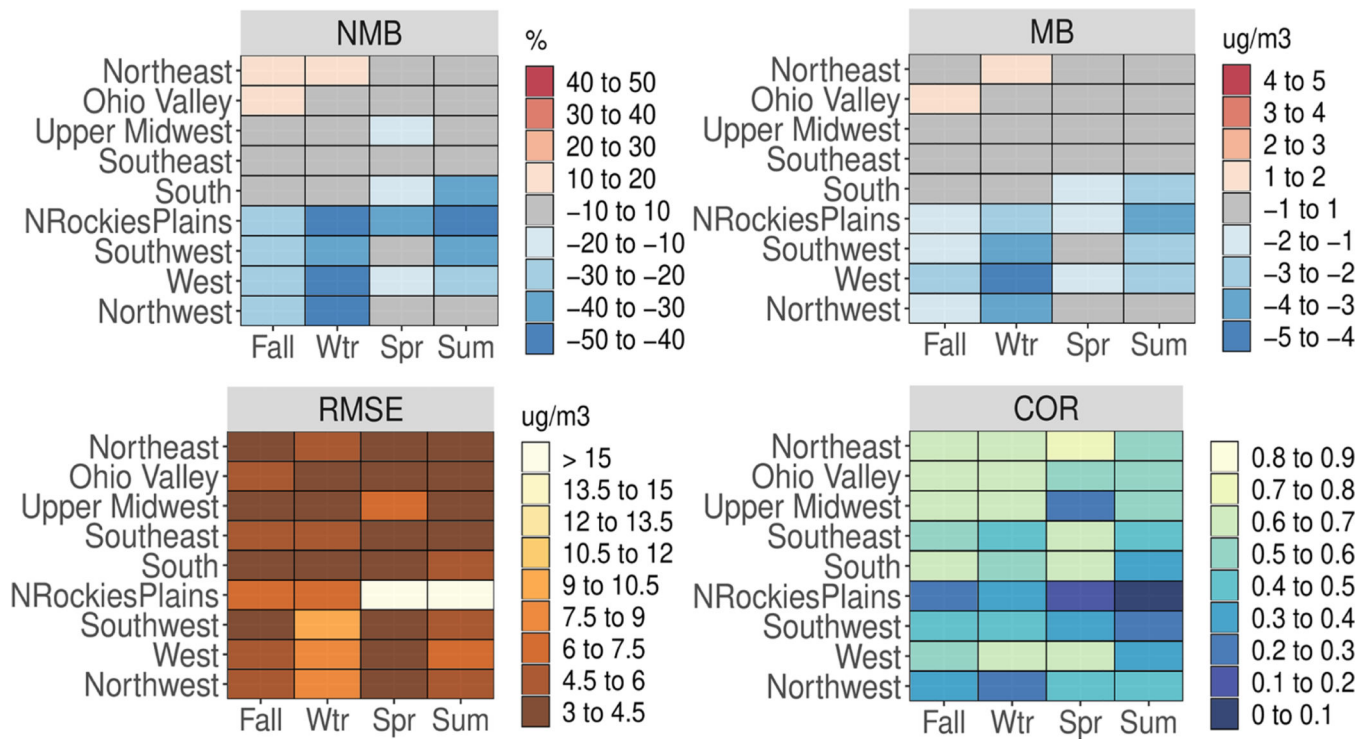 NMB
%
Northeast
Ohio Valley
Upper Midwest
Southeast
South
NRockiesPlains
Southwest
West
Northwest
Fall Wtr Spr Sum
40 to 50
30 to 40
20 to 30
10 to 20
−10 to 10
−20 to −10
−30 to −20
−40 to −30
−50 to −40
MB
ug/m3
Northeast
Ohio Valley
Upper Midwest
Southeast
South
NRockiesPlains
Southwest
West
Northwest
Fall Wtr Spr Sum
4 to 5
3 to 4
2 to 3
1 to 2
−1 to 1
−2 to −1
−3 to −2
−4 to −3
−5 to −4
RMSE
ug/m3
Northeast
Ohio Valley
Upper Midwest
Southeast
South
NRockiesPlains
Southwest
West
Northwest
Fall Wtr Spr Sum
> 15
13.5 to 15
12 to 13.5
10.5 to 12
9 to 10.5
7.5 to 9
6 to 7.5
4.5 to 6
3 to 4.5
COR
Northeast
Ohio Valley
Upper Midwest
Southeast
South
NRockiesPlains
Southwest
West
Northwest
Fall Wtr Spr Sum
0.8 to 0.9
0.7 to 0.8
0.6 to 0.7
0.5 to 0.6
0.4 to 0.5
0.3 to 0.4
0.2 to 0.3
0.1 to 0.2
0 to 0.1